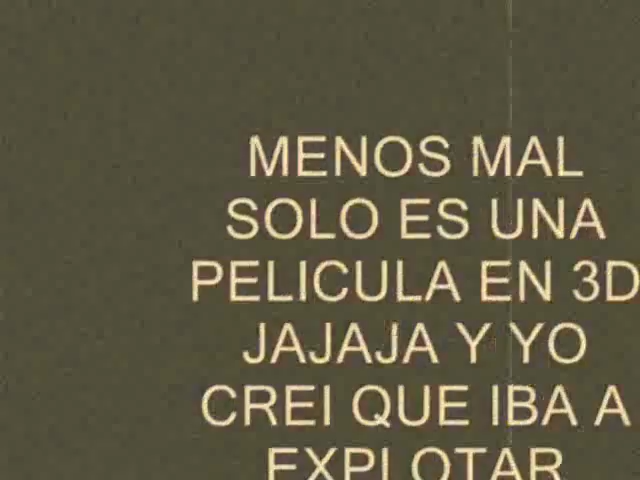 MENOS MAL
SOLO ES UNA
PELICULA EN 3D
JAJAJA Y YO
CREI QUE IBA A
EXPLOTAR